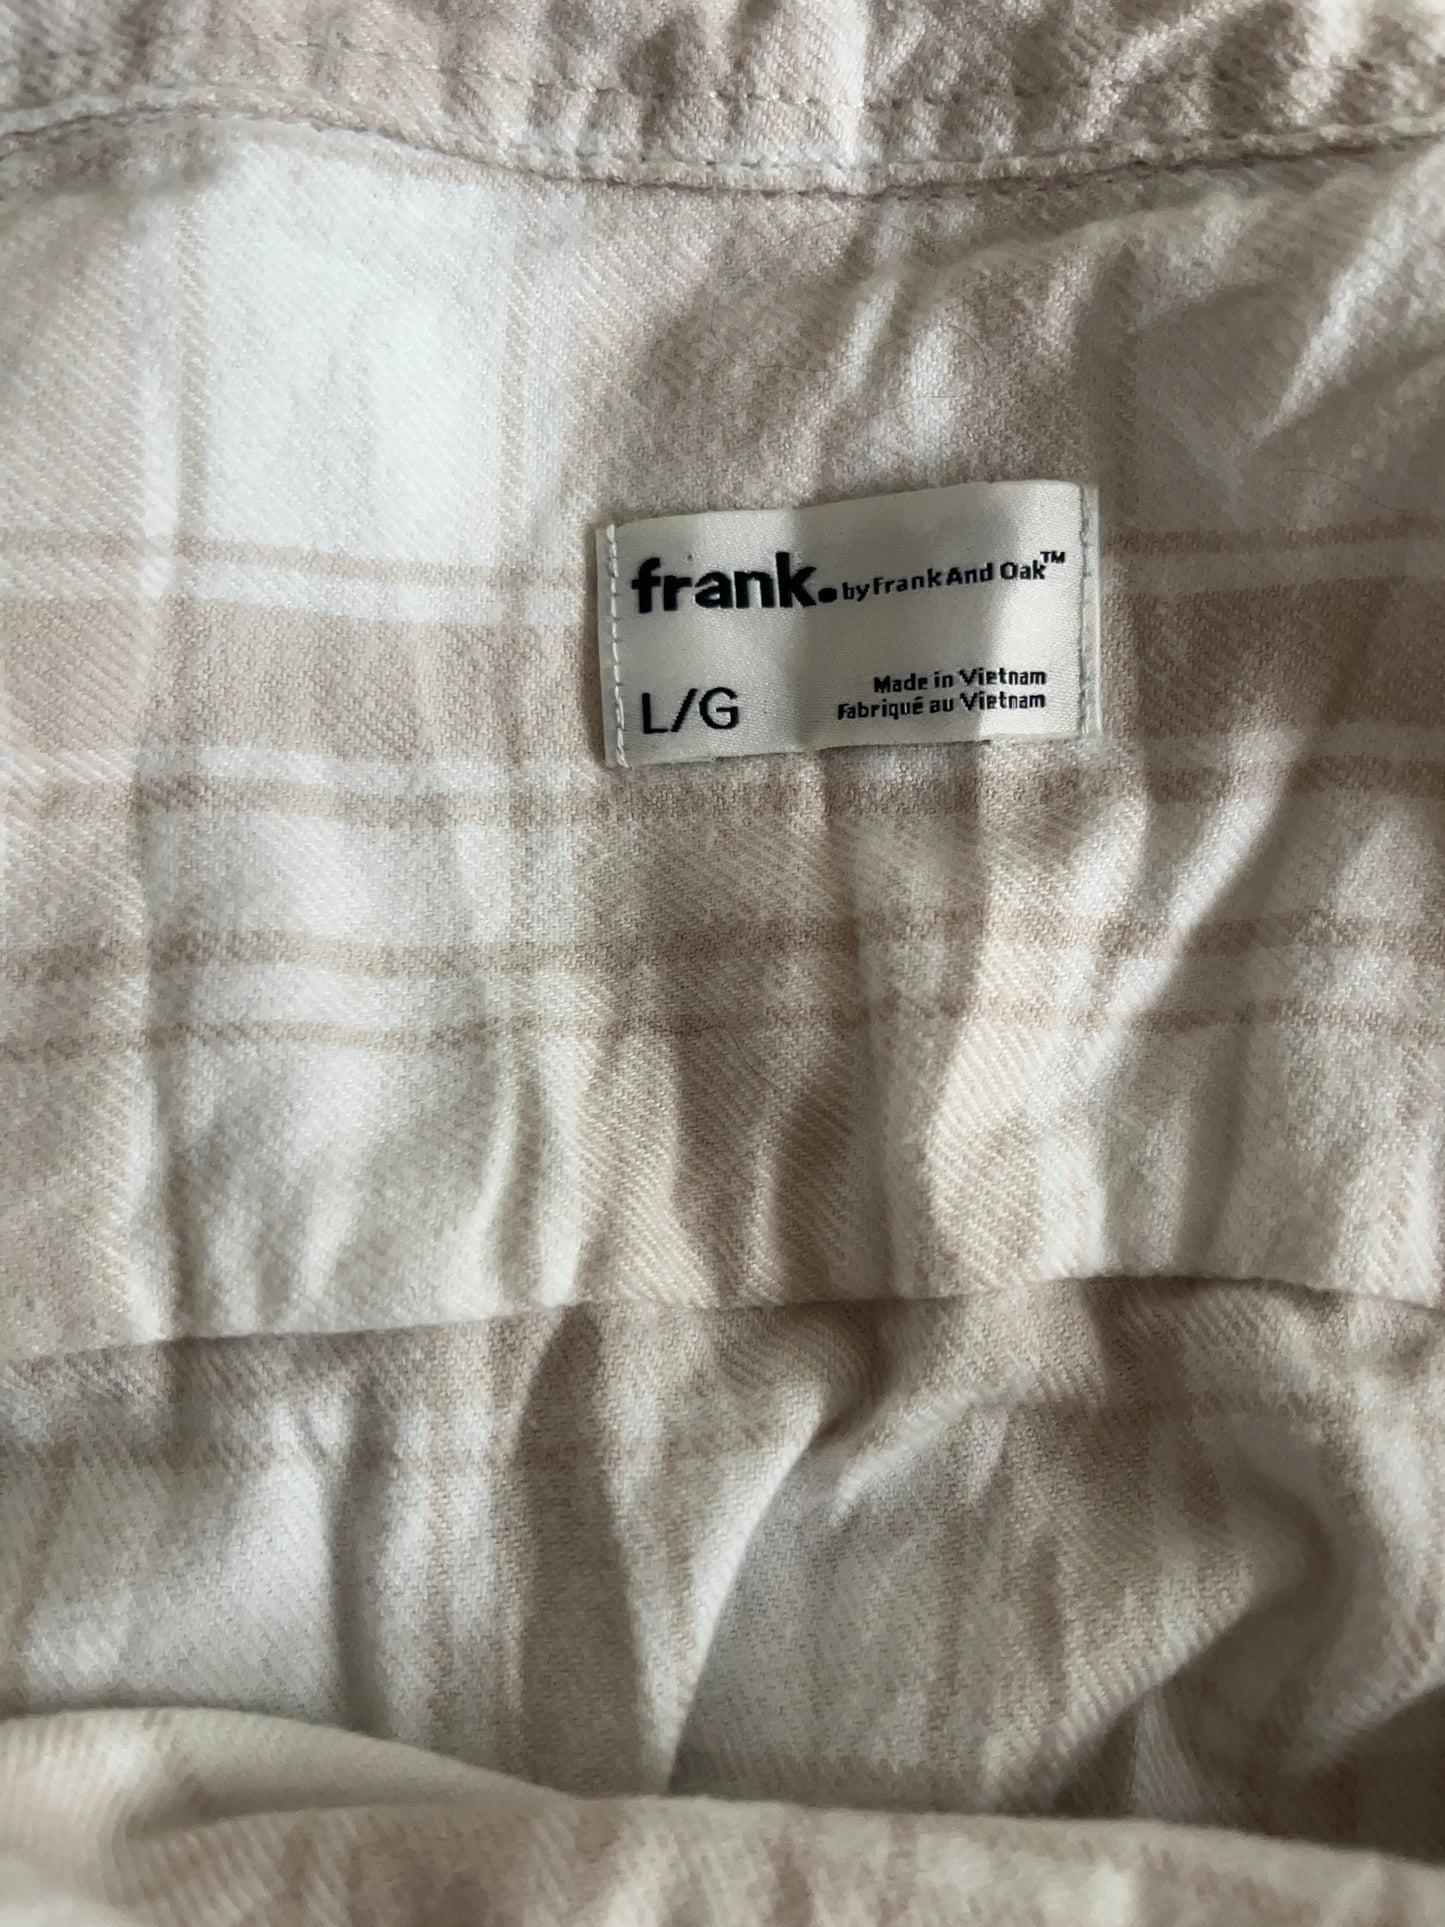 frank. by Frank And Oak™
L/G
Made in Vietnam
Fabriqué au Vietnam